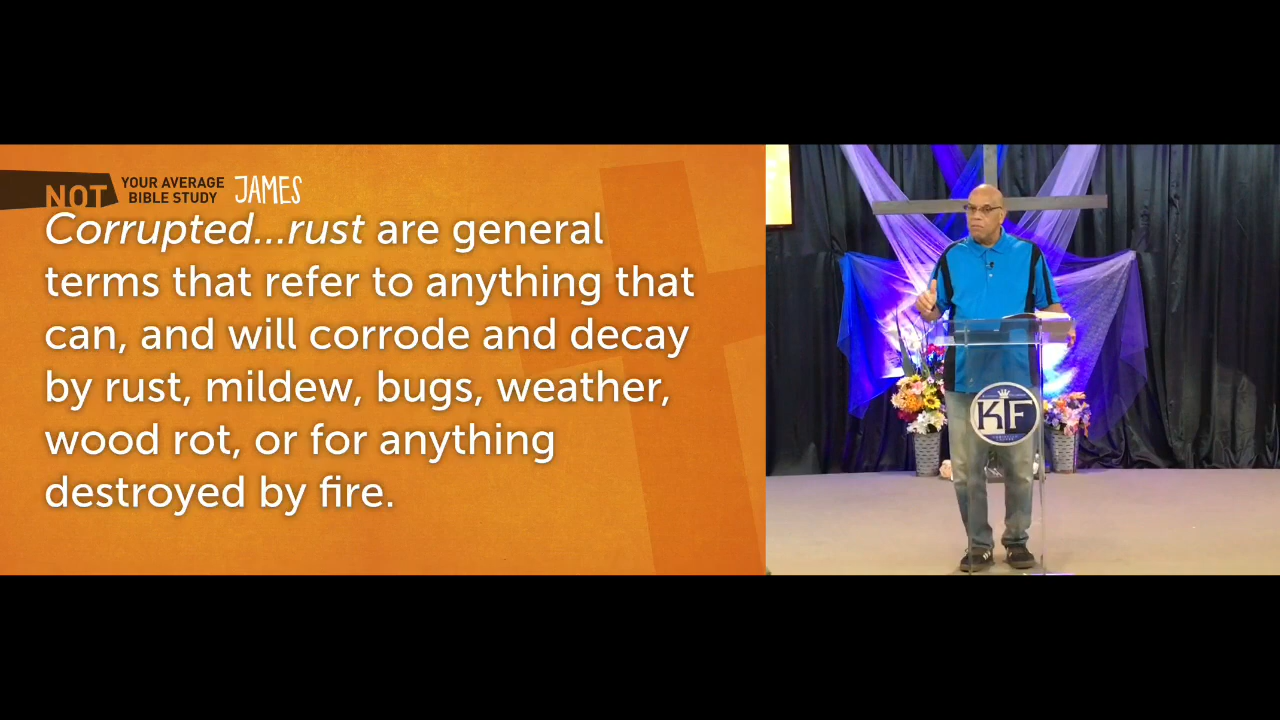 NOT
YOUR AVERAGE
BIBLE STUDY
JAMES
Corrupted...rust are general
terms that refer to anything that
can, and will corrode and decay
by rust, mildew, bugs, weather,
wood rot, or for anything
destroyed by fire.
KF